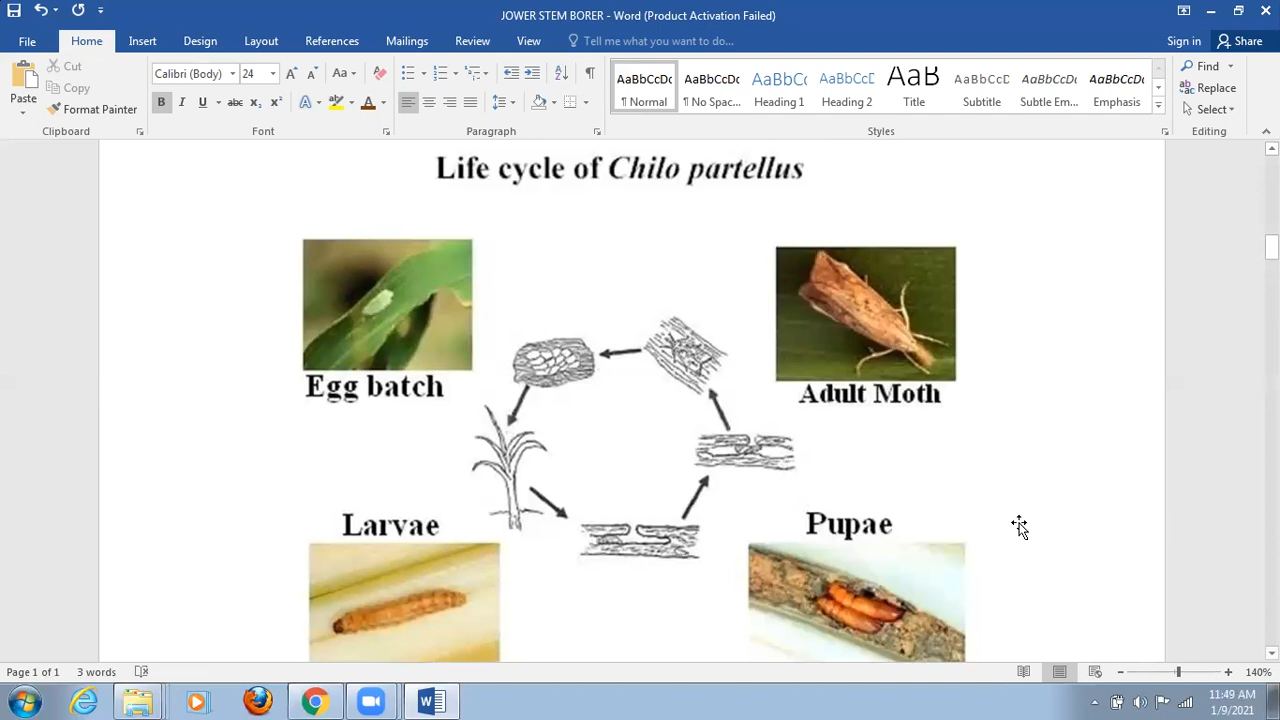 JOWER STEM BORER - Word (Product Activation Failed)
File Home Insert Design Layout References Mailings Review View Tell me what you want to do... Sign in Share
Paste
Cut
Copy
Format Painter
Clipboard
Calibri (Body) 24
Font
Paragraph
AaBbCcDc AaBbCcDc AaBbCc AaBbCcD AaB AaBbCcD AaBbCcDc AaBbCcDc
¶ Normal ¶ No Spac... Heading 1 Heading 2 Title Subtitle Subtle Em... Emphasis
Styles
Find
Replace
Select
Editing
Life cycle of Chilo partellus
Egg batch
Adult Moth
Larvae
Pupae
Page 1 of 1 3 words
140%
11:49 AM
1/9/2021